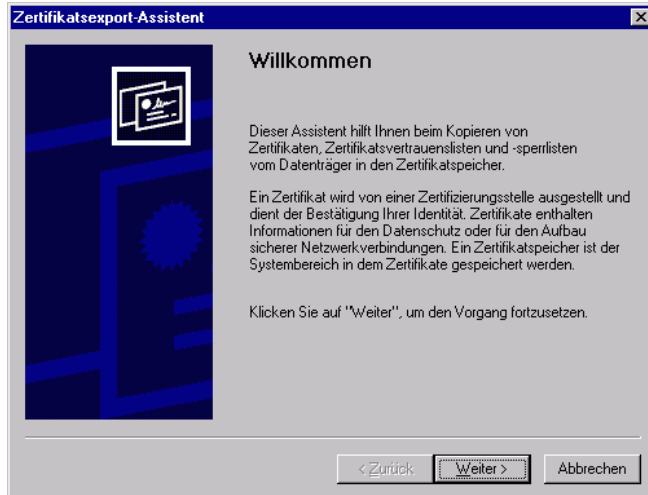 Zertifikatsexport-Assistent
Willkommen
Dieser Assistent hilft Ihnen beim Kopieren von
Zertifikaten, Zertifikatsvertrauenslisten und -sperrlisten
vom Datenträger in den Zertifikatspeicher.
Ein Zertifikat wird von einer Zertifizierungsstelle ausgestellt und
dient der Bestätigung Ihrer Identität. Zertifikate enthalten
Informationen für den Datenschutz oder für den Aufbau
sicherer Netzwerkverbindungen. Ein Zertifikatspeicher ist der
Systembereich in dem Zertifikate gespeichert werden.
Klicken Sie auf "Weiter", um den Vorgang fortzusetzen.
< Zurück Weiter > Abbrechen